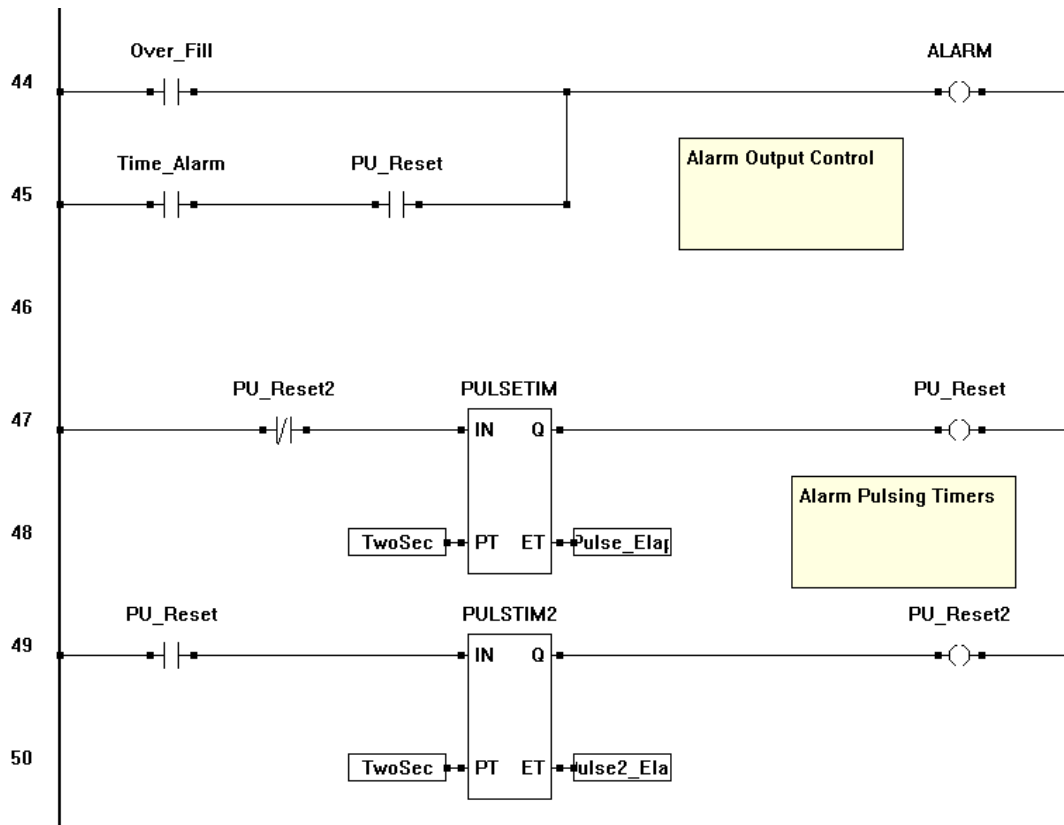 Over_Fill ALARM
44
Time_Alarm PU_Reset Alarm Output Control
45
46
PU_Reset2 PULSETIM PU_Reset
47 IN Q
Alarm Pulsing Timers
48 TwoSec PT ET Pulse_Elap
PU_Reset PULSTIM2 PU_Reset2
49 IN Q
50 TwoSec PT ET ulse2_Ela